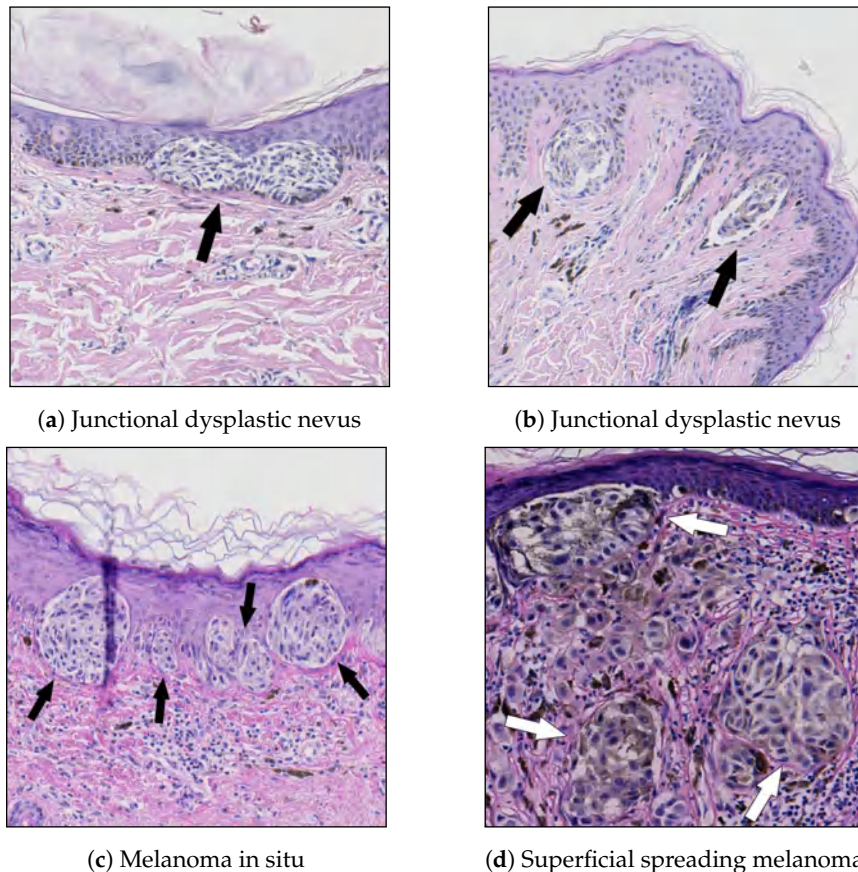 (a) Junctional dysplastic nevus
(b) Junctional dysplastic nevus
(c) Melanoma in situ
(d) Superficial spreading melanoma